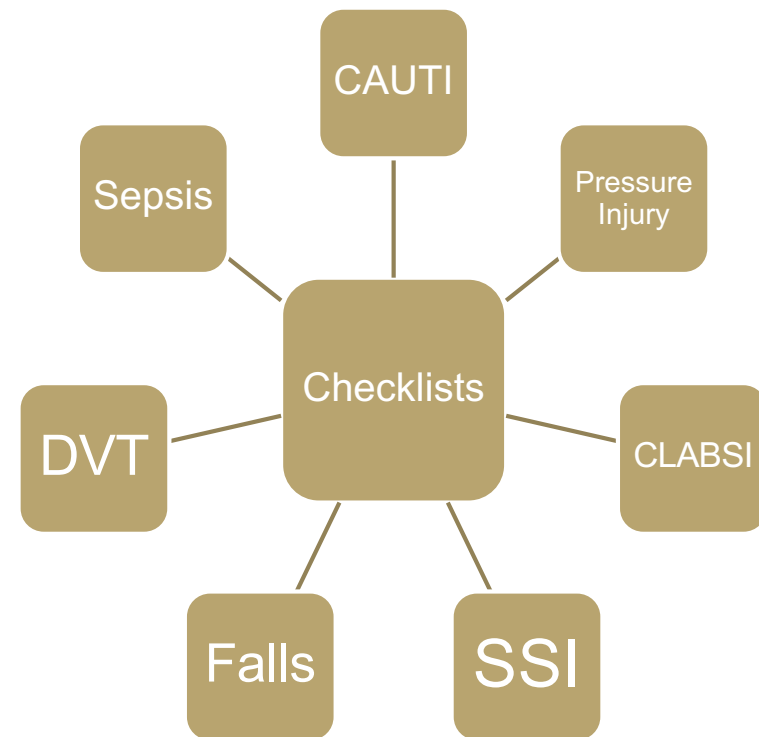 CAUTI
Sepsis
Pressure
Injury
Checklists
DVT
CLABSI
Falls
SSI